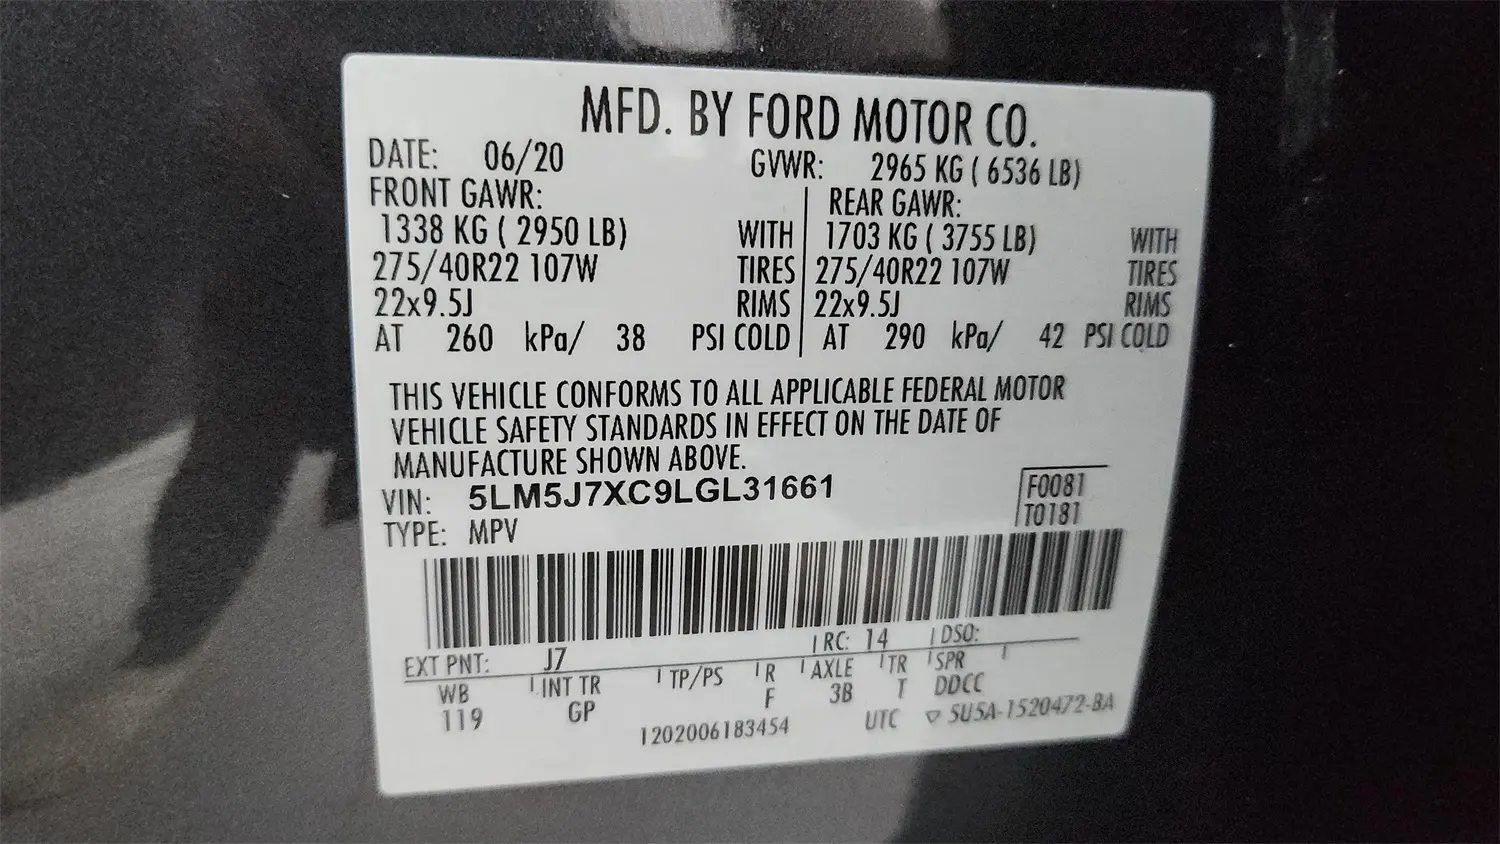 MFD. BY FORD MOTOR CO.
DATE: 06/20 GVWR: 2965 KG ( 6536 LB)
FRONT GAWR: REAR GAWR:
1338 KG ( 2950 LB) WITH 1703 KG ( 3755 LB) WITH
275/40R22 107W TIRES 275/40R22 107W TIRES
22x9.5J RIMS 22x9.5J RIMS
AT 260 kPa/ 38 PSI COLD AT 290 kPa/ 42 PSI COLD
THIS VEHICLE CONFORMS TO ALL APPLICABLE FEDERAL MOTOR
VEHICLE SAFETY STANDARDS IN EFFECT ON THE DATE OF
MANUFACTURE SHOWN ABOVE.
VIN: 5LM5J7XC9LGL31661 F0081
TYPE: MPV T0181
EXT PNT: J7 RC: 14 DSO:
WB INT TR TP/PS R AXLE TR SPR
119 GP F 3B T DDCC
1202006183454 UTC ▽ 5U5A-1520472-BA